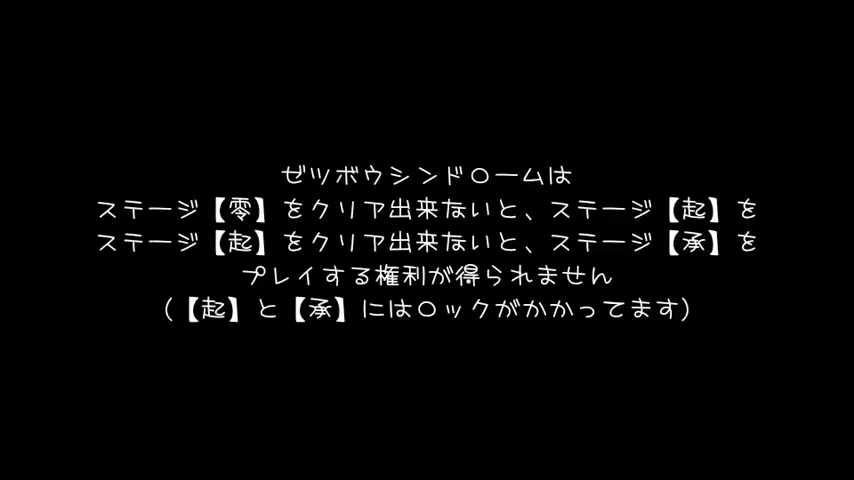 ゼツボウシンドロームは
ステージ【零】をクリア出来ないと、ステージ【起】を
ステージ【起】をクリア出来ないと、ステージ【承】を
プレイする権利が得られません
(【起】と【承】にはロックがかかってます)